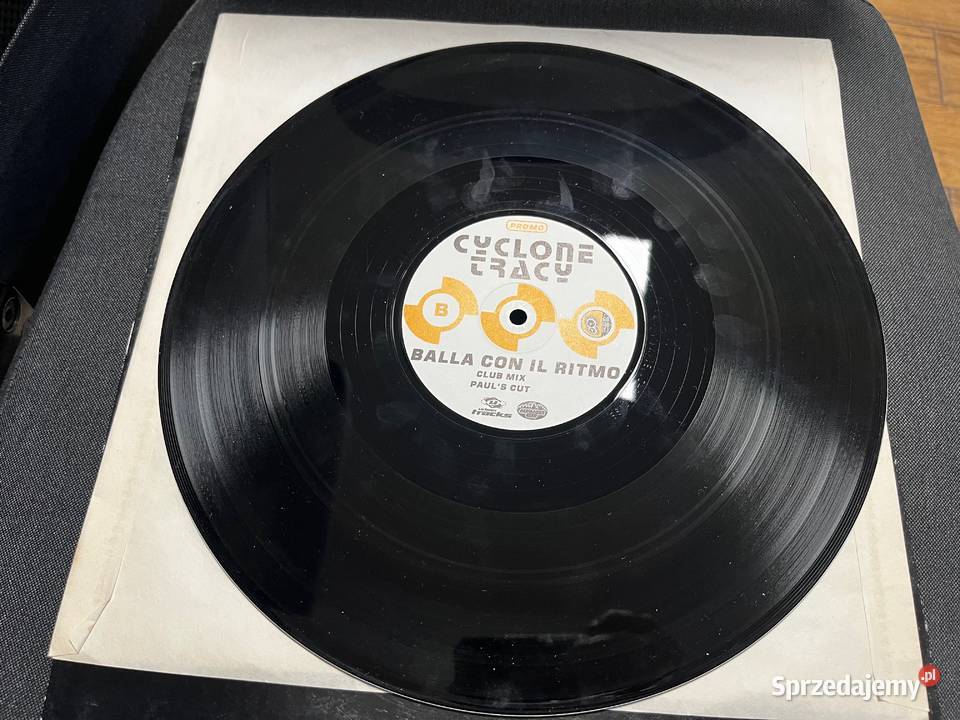 PROMO
CYCLONE
TRACY
B
BALLA CON IL RITMO
CLUB MIX
PAUL'S CUT
tracks
Sprzedajemy.pl